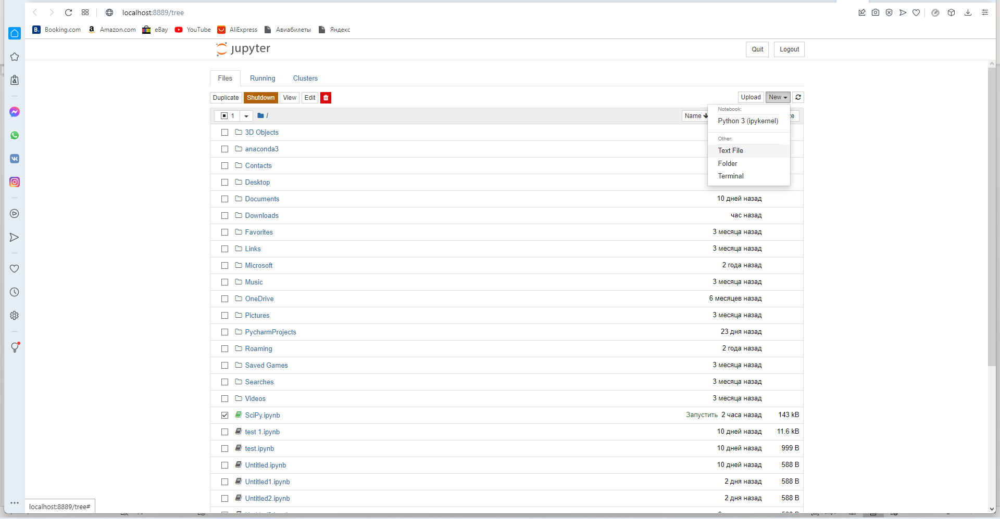 localhost:8889/tree
Booking.com Amazon.com eBay YouTube AliExpress Авиабилеты Яндекс
jupyter Quit Logout
Files Running Clusters
Duplicate Shutdown View Edit Upload New
1 / Name
Notebook:
Python 3 (ipykernel)
Other:
Text File
Folder
Terminal
3D Objects
anaconda3
Contacts
Desktop
Documents 10 дней назад
Downloads час назад
Favorites 3 месяца назад
Links 3 месяца назад
Microsoft 2 года назад
Music 3 месяца назад
OneDrive 6 месяцев назад
Pictures 3 месяца назад
PycharmProjects 23 дня назад
Roaming 2 года назад
Saved Games 3 месяца назад
Searches 3 месяца назад
Videos 3 месяца назад
SciPy.ipynb Запустить 2 часа назад 143 kB
test 1.ipynb 10 дней назад 11.6 kB
test.ipynb 10 дней назад 999 B
Untitled.ipynb 10 дней назад 588 B
Untitled1.ipynb 2 дня назад 588 B
Untitled2.ipynb 2 дня назад 588 B
localhost:8889/tree#